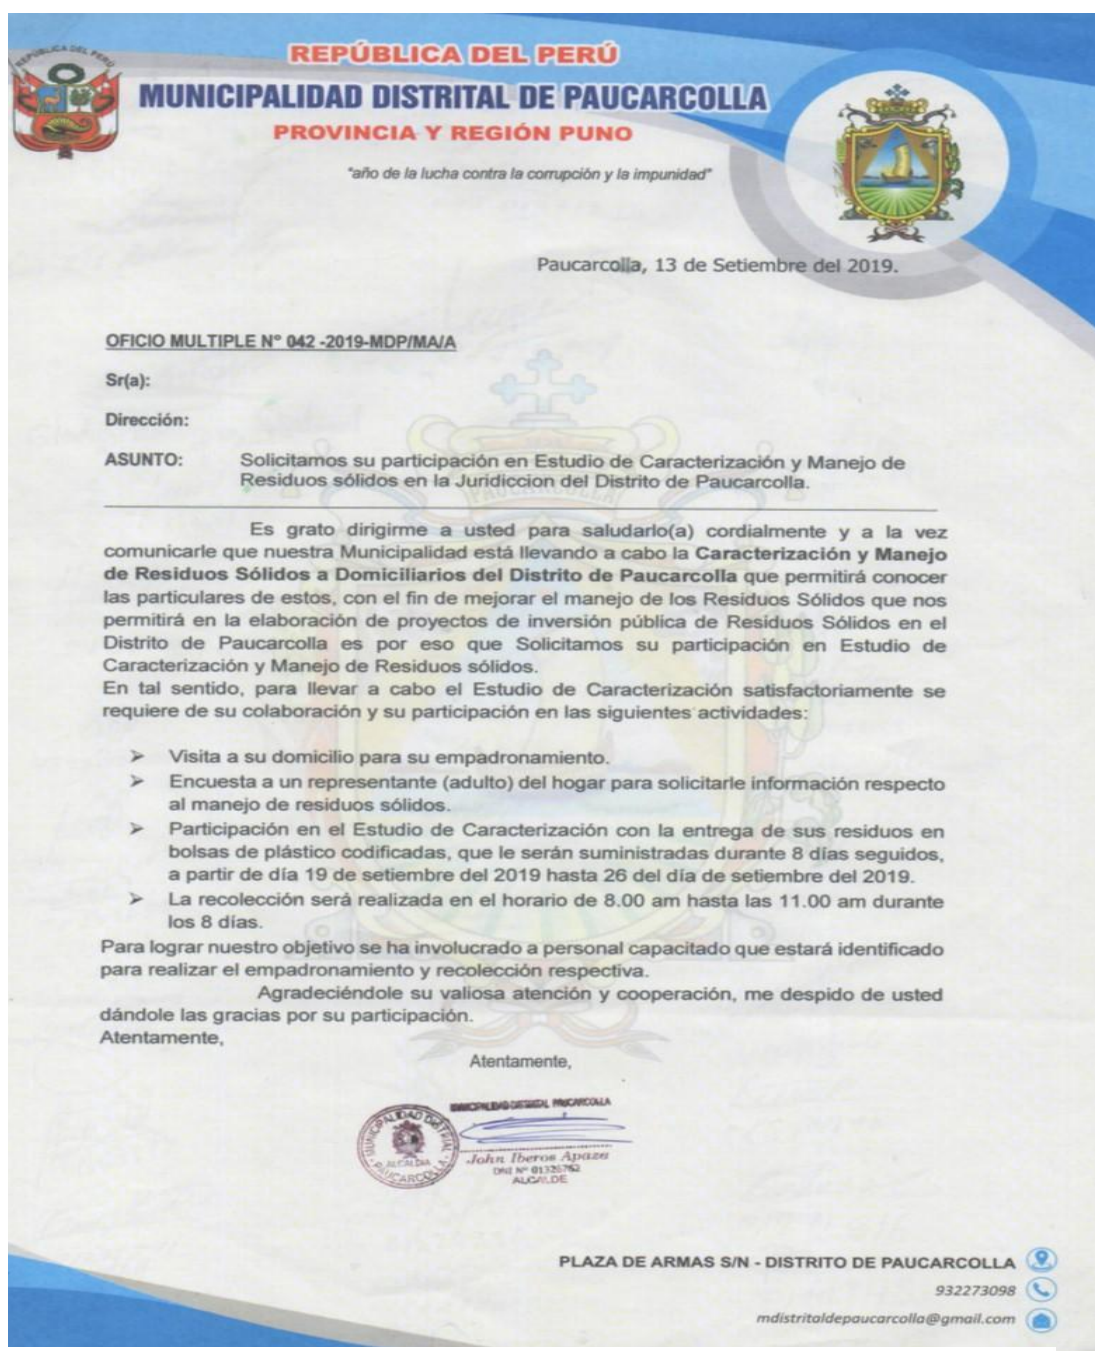 REPÚBLICA DEL PERÚ
REPÚBLICA DEL PERÚ
MUNICIPALIDAD DISTRITAL DE PAUCARCOLLA
PROVINCIA Y REGIÓN PUNO
"año de la lucha contra la corrupción y la impunidad"
Paucarcolla, 13 de Setiembre del 2019.
OFICIO MULTIPLE N° 042 -2019-MDP/MA/A
Sr(a):
Dirección:
ASUNTO: Solicitamos su participación en Estudio de Caracterización y Manejo de
Residuos sólidos en la Juridiccion del Distrito de Paucarcolla.
PAUCARCOLLA
Es grato dirigirme a usted para saludarlo(a) cordialmente y a la vez
comunicarle que nuestra Municipalidad está llevando a cabo la Caracterización y Manejo
de Residuos Sólidos a Domiciliarios del Distrito de Paucarcolla que permitirá conocer
las particulares de estos, con el fin de mejorar el manejo de los Residuos Sólidos que nos
permitirá en la elaboración de proyectos de inversión pública de Residuos Sólidos en el
Distrito de Paucarcolla es por eso que Solicitamos su participación en Estudio de
Caracterización y Manejo de Residuos sólidos.
En tal sentido, para llevar a cabo el Estudio de Caracterización satisfactoriamente se
requiere de su colaboración y su participación en las siguientes actividades:
➢ Visita a su domicilio para su empadronamiento.
➢ Encuesta a un representante (adulto) del hogar para solicitarle información respecto
al manejo de residuos sólidos.
➢ Participación en el Estudio de Caracterización con la entrega de sus residuos en
bolsas de plástico codificadas, que le serán suministradas durante 8 días seguidos,
a partir de día 19 de setiembre del 2019 hasta 26 del día de setiembre del 2019.
➢ La recolección será realizada en el horario de 8.00 am hasta las 11.00 am durante
los 8 días.
Para lograr nuestro objetivo se ha involucrado a personal capacitado que estará identificado
para realizar el empadronamiento y recolección respectiva.
Agradeciéndole su valiosa atención y cooperación, me despido de usted
dándole las gracias por su participación.
Atentamente,
Atentamente,
MUNICIPALIDAD DISTRITAL PAUCARCOLLA
MUNICIPALIDAD DISTRITAL
ALCALDIA
PAUCARCOLLA
John Iberos Apaza
DNI N° 01326762
ALCALDE
PLAZA DE ARMAS S/N - DISTRITO DE PAUCARCOLLA
932273098
mdistritaldepaucarcolla@gmail.com